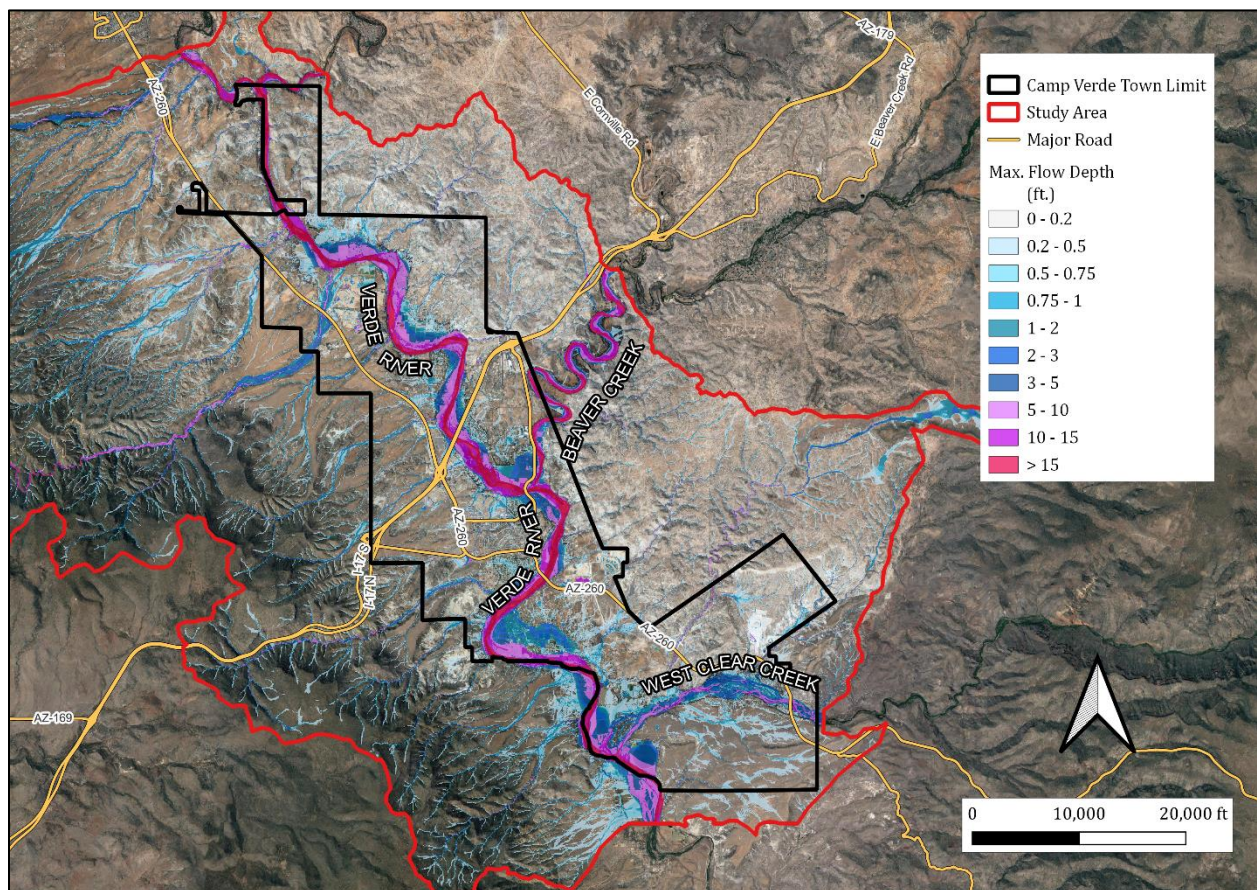 AZ-179
E Cornville Rd
E Beaver Creek Rd
AZ-260
VERDE
RIVER
BEAVER CREEK
VERDE RIVER
AZ-260
S I-17
N I-17
AZ-260
AZ-260
WEST CLEAR CREEK
AZ-169
Camp Verde Town Limit
Study Area
Major Road
Max. Flow Depth
(ft.)
0 - 0.2
0.2 - 0.5
0.5 - 0.75
0.75 - 1
1 - 2
2 - 3
3 - 5
5 - 10
10 - 15
> 15
0 10,000 20,000 ft